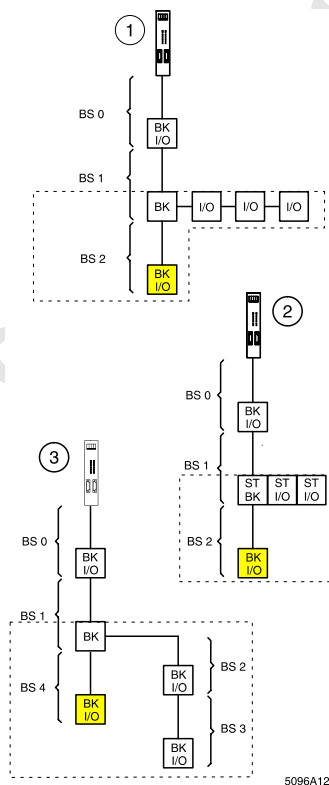 1
BS 0
BK
I/O
BS 1
BK I/O I/O I/O
BS 2
BK
I/O
2
BS 0
BK
I/O
BS 1
ST ST ST
BK I/O I/O
BS 2
BK
I/O
3
BS 0
BK
I/O
BS 1
BK
BS 2
BK
I/O
BS 4
BK
I/O
BS 3
BK
I/O
5096A12